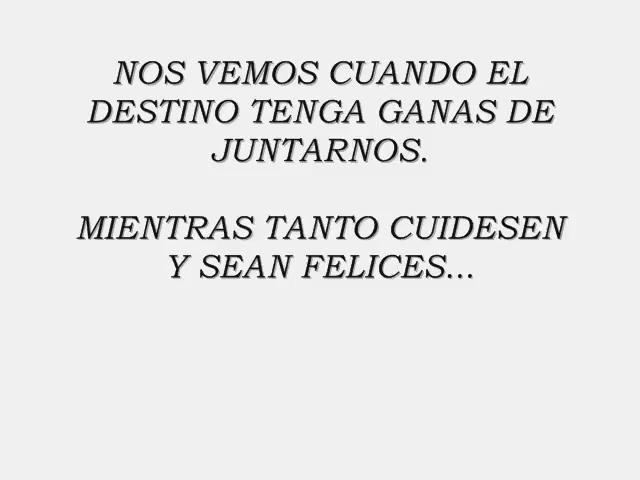 NOS VEMOS CUANDO EL
DESTINO TENGA GANAS DE
JUNTARNOS.
MIENTRAS TANTO CUIDESEN
Y SEAN FELICES...